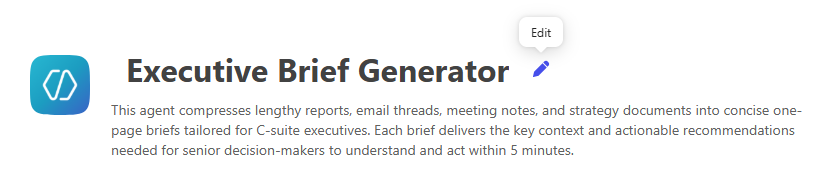 Edit
Executive Brief Generator
This agent compresses lengthy reports, email threads, meeting notes, and strategy documents into concise one-
page briefs tailored for C-suite executives. Each brief delivers the key context and actionable recommendations
needed for senior decision-makers to understand and act within 5 minutes.